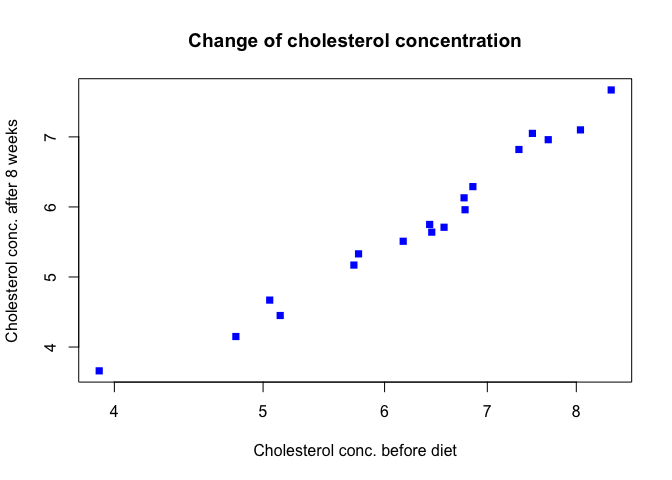 Change of cholesterol concentration
Cholesterol conc. after 8 weeks
7
6
5
4
4 5 6 7 8
Cholesterol conc. before diet